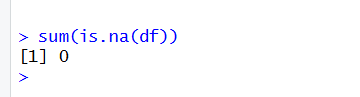 > sum(is.na(df))
[1] 0
>